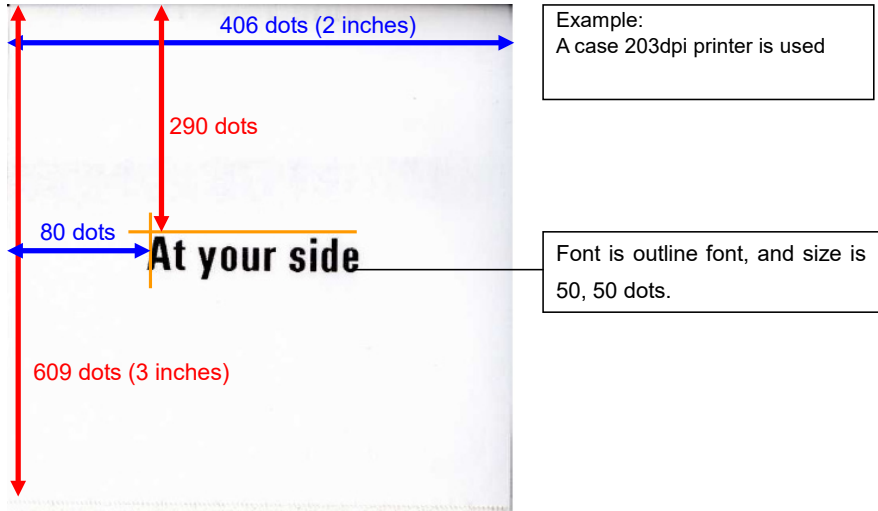 406 dots (2 inches)
Example:
A case 203dpi printer is used
290 dots
80 dots
At your side
Font is outline font, and size is
50, 50 dots.
609 dots (3 inches)